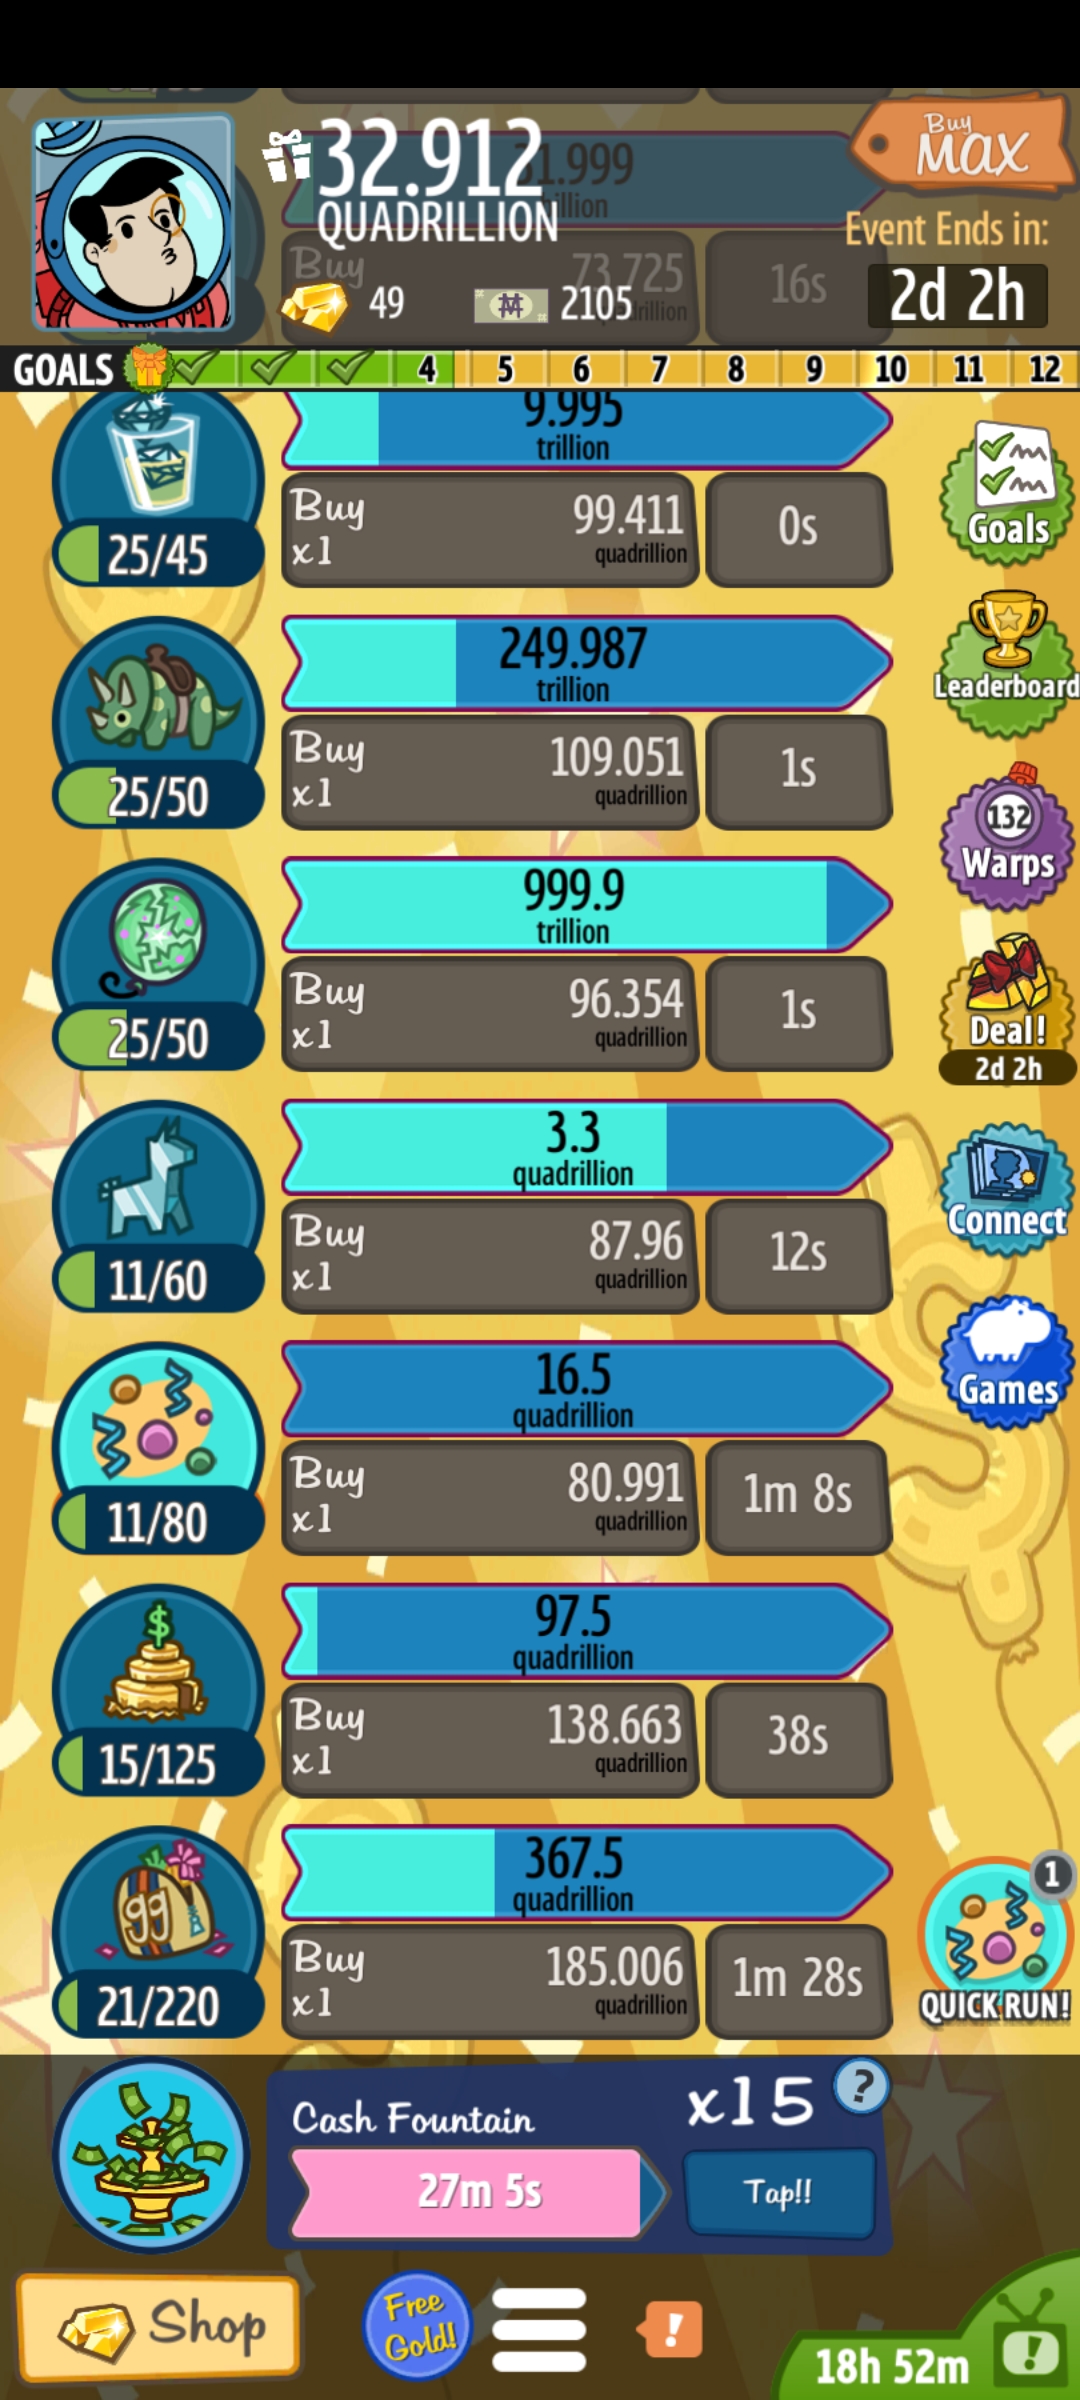 32.912
QUADRILLION
Buy
MAX
Event Ends in:
2d 2h
49
2105
Buy
73.725
16s
GOALS
4
5
6
7
8
9
10
11
12
9.995
trillion
25/45
Buy
x1
99.411
quadrillion
0s
Goals
249.987
trillion
25/50
Buy
x1
109.051
quadrillion
1s
Leaderboard
999.9
trillion
25/50
Buy
x1
96.354
quadrillion
1s
132
Warps
Deal!
2d 2h
3.3
quadrillion
11/60
Buy
x1
87.96
quadrillion
12s
Connect
16.5
quadrillion
11/80
Buy
x1
80.991
quadrillion
1m 8s
Games
97.5
quadrillion
$
15/125
Buy
x1
138.663
quadrillion
38s
367.5
quadrillion
99
21/220
Buy
x1
185.006
quadrillion
1m 28s
1
QUICK RUN!
Cash Fountain
x15
?
27m 5s
Tap!!
Shop
Free
Gold!
!
18h 52m
!